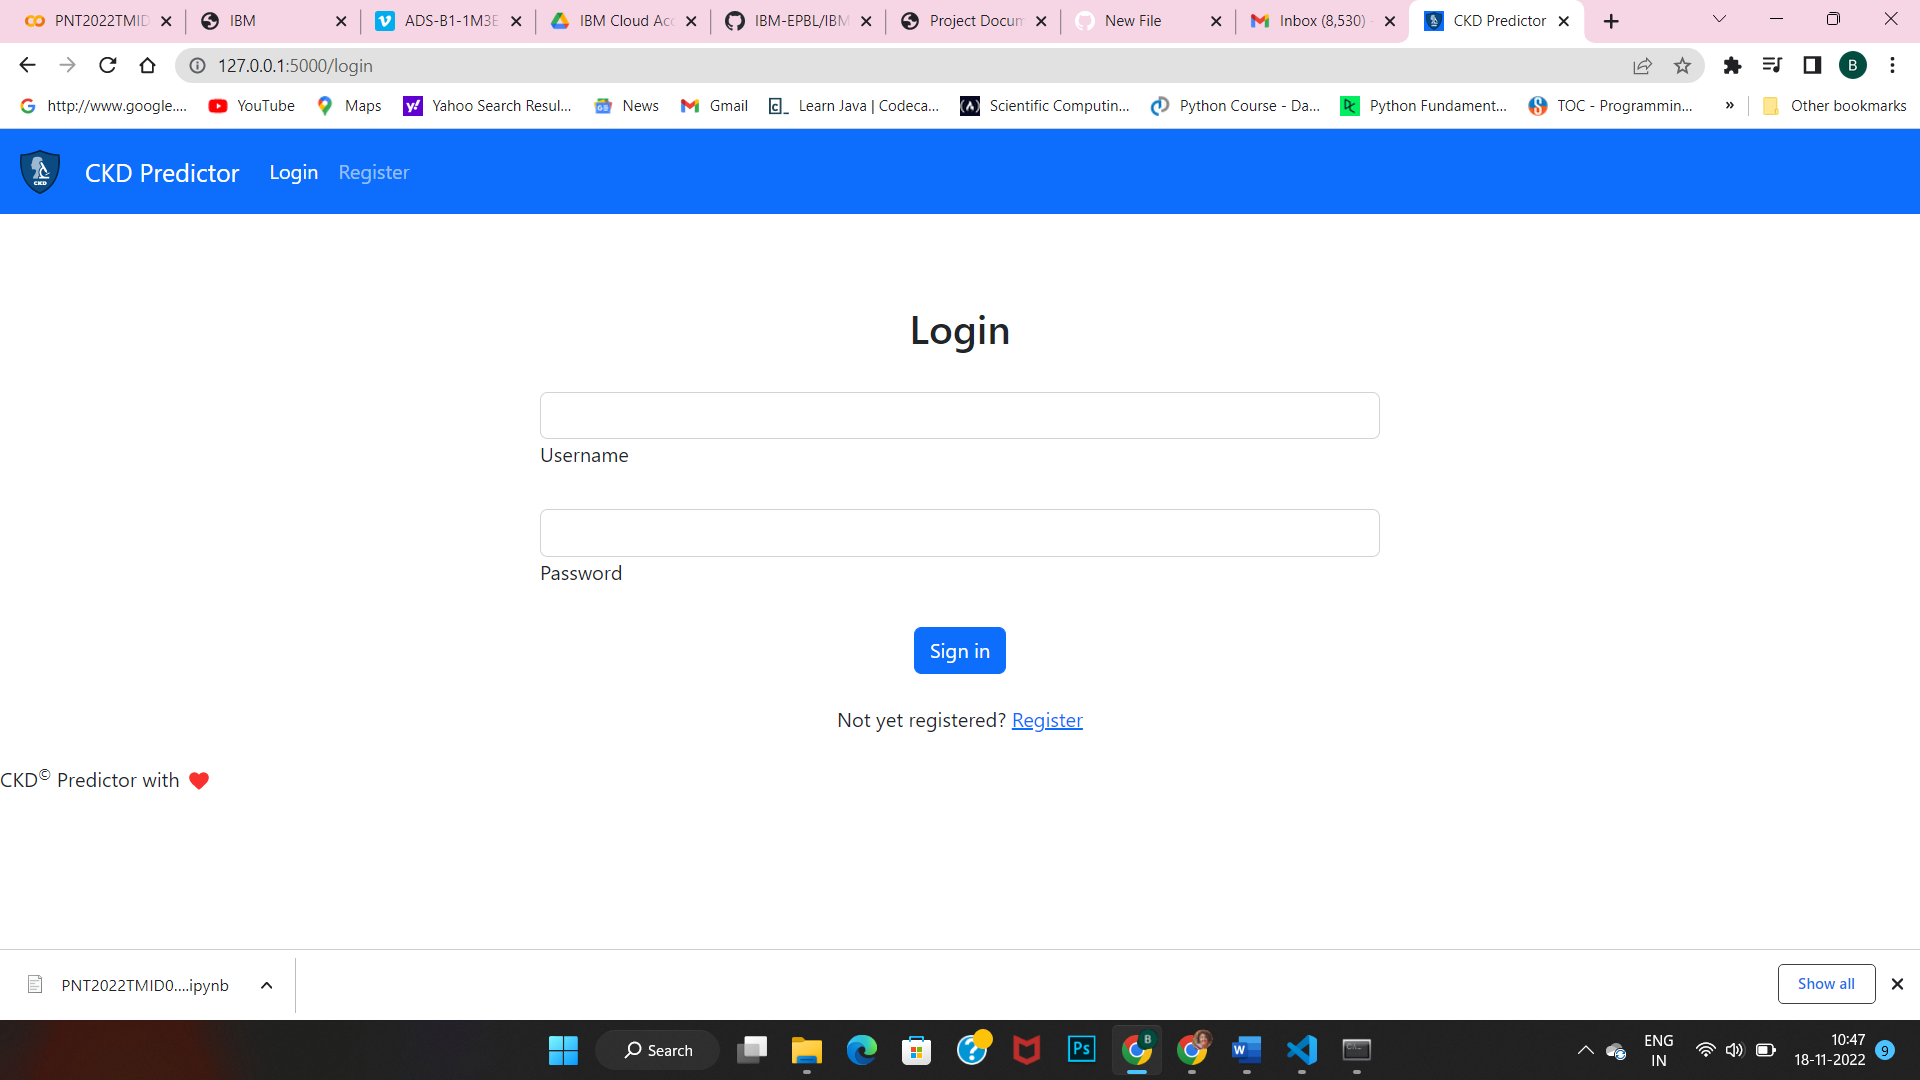 PNT2022TMID
IBM
ADS-B1-1M3E
IBM Cloud Acc
IBM-EPBL/IBM
Project Docum
New File
Inbox (8,530)
CKD Predictor
127.0.0.1:5000/login
B
http://www.google....
YouTube
Maps
Yahoo Search Resul...
News
Gmail
Learn Java | Codeca...
Scientific Computin...
Python Course - Da...
Python Fundament...
TOC - Programmin...
»
Other bookmarks
CKD
CKD Predictor
Login
Register
Login
Username
Password
Sign in
Not yet registered? Register
CKD© Predictor with
PNT2022TMID0....ipynb
Show all
Search
Ps
B
ENG
IN
10:47
18-11-2022
9